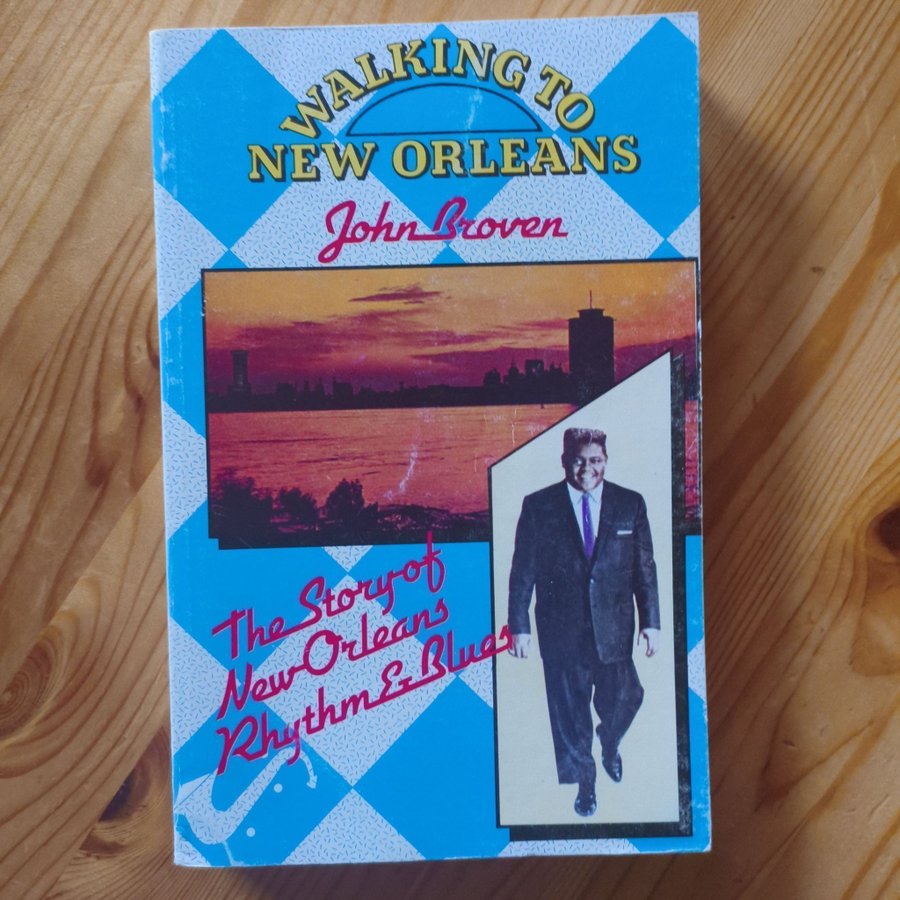 WALKING TO
NEW ORLEANS
John Broven
The Story of
New Orleans
Rhythm & Blues